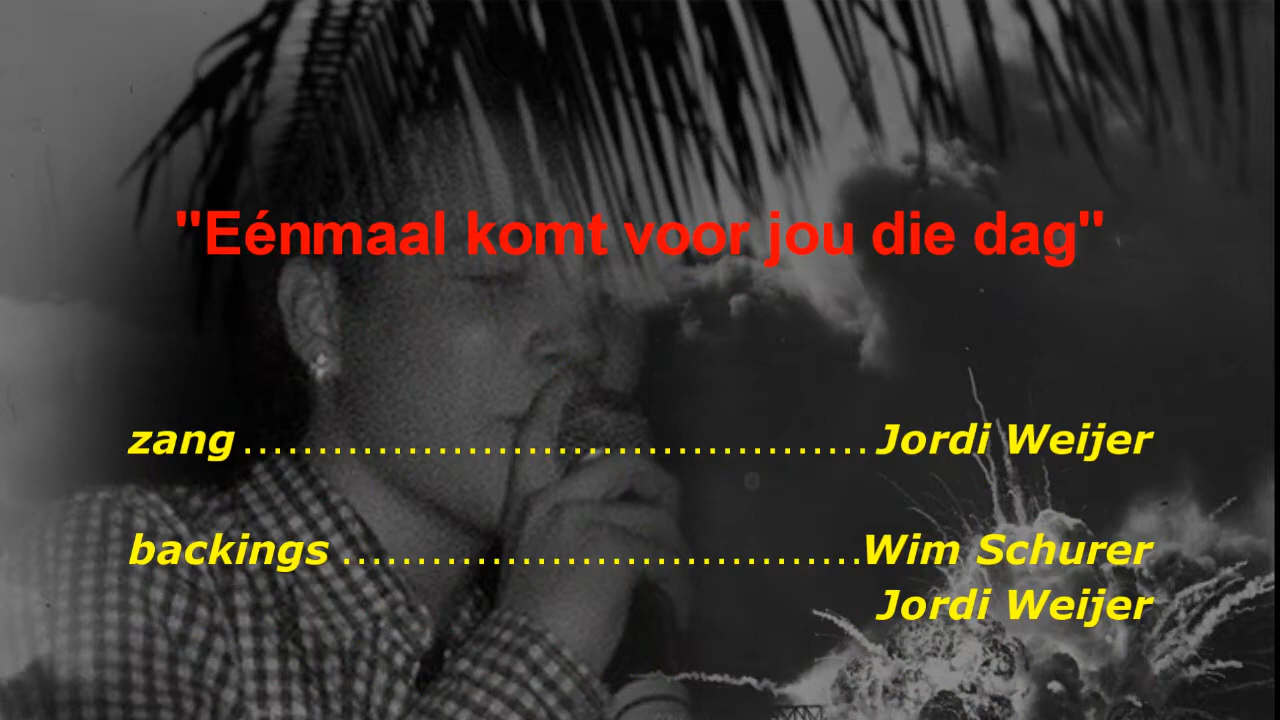 "Eénmaal komt voor jou die dag"
zang ........................................... Jordi Weijer
backings ....................................Wim Schurer
Jordi Weijer